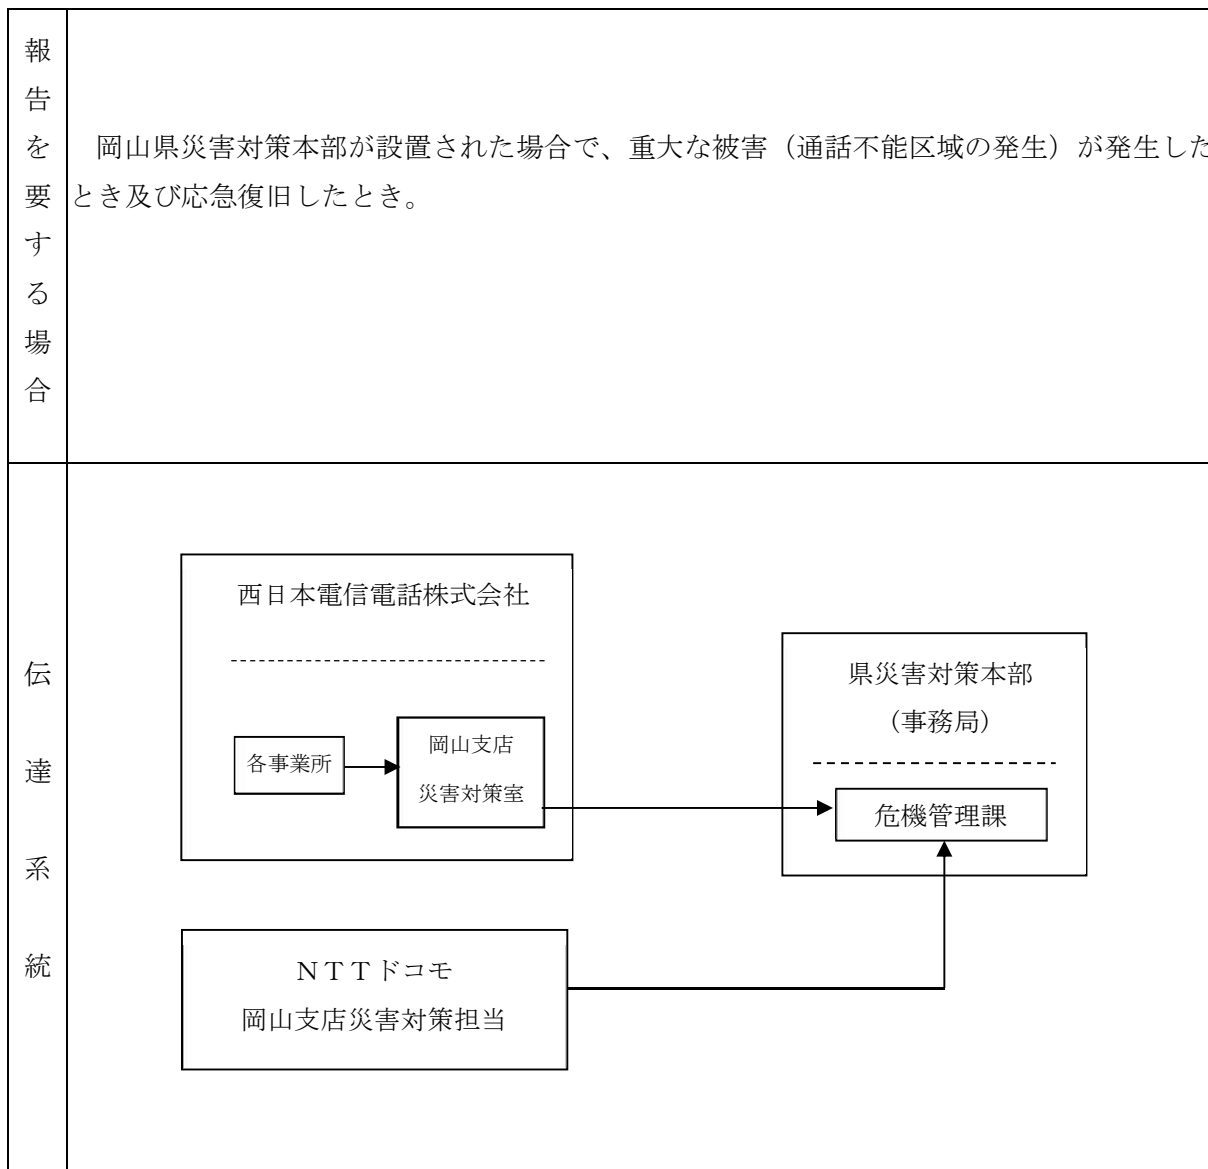 報告を要する場合
岡山県災害対策本部が設置された場合で、重大な被害（通話不能区域の発生）が発生した
とき及び応急復旧したとき。
伝達系統
西日本電信電話株式会社
各事業所
岡山支店
災害対策室
県災害対策本部
（事務局）
危機管理課
ＮＴＴドコモ
岡山支店災害対策担当